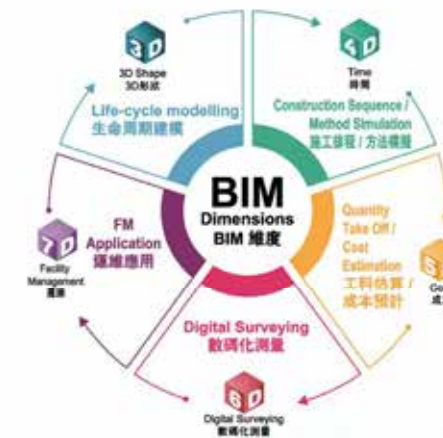 3D
3D Shape
3D形狀
Life-cycle modelling
生命周期建模
4D
Time
時間
Construction Sequence /
Method Simulation
施工排程 / 方法模擬
BIM
Dimensions
BIM 維度
Quantity
Take Off /
Cost
Estimation
工料估算 /
成本預計
5
成
6D
Digital Surveying
數碼化測量
Digital Surveying
數碼化測量
7D
Facility
Management
FM
Application
運維應用